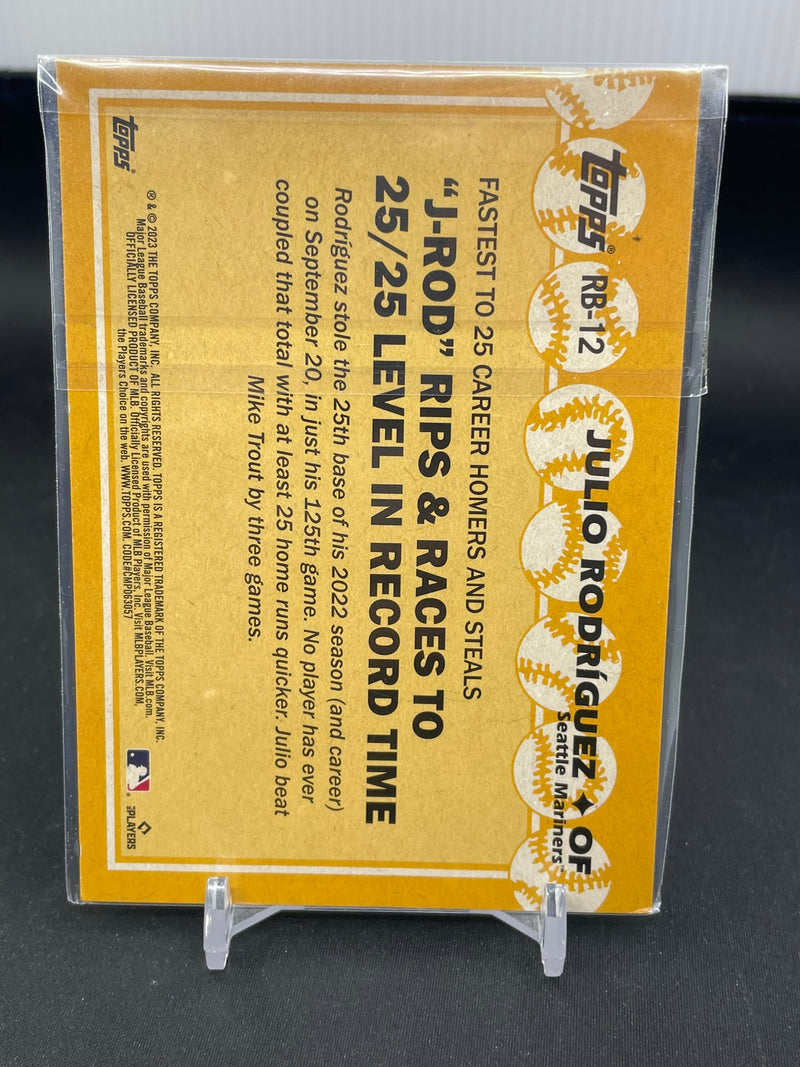 topps® RB-12 JULIO RODRÍGUEZ ✦ OF
Seattle Mariners™
FASTEST TO 25 CAREER HOMERS AND STEALS
"J-ROD" RIPS & RACES TO
25/25 LEVEL IN RECORD TIME
Rodríguez stole the 25th base of his 2022 season (and career)
on September 20, in just his 125th game. No player has ever
coupled that total with at least 25 home runs quicker. Julio beat
Mike Trout by three games.
topps®
® & © 2023 THE TOPPS COMPANY, INC. ALL RIGHTS RESERVED. TOPPS IS A REGISTERED TRADEMARK OF THE TOPPS COMPANY, INC.
Major League Baseball trademarks and copyrights are used with permission of Major League Baseball. Visit MLB.com.
OFFICIALLY LICENSED PRODUCT OF MLB. Officially Licensed Product of MLB Players, Inc. Visit MLBPLAYERS.COM,
the Players Choice on the web. WWW.TOPPS.COM. CODE#CMP063057
MLB PLAYERS